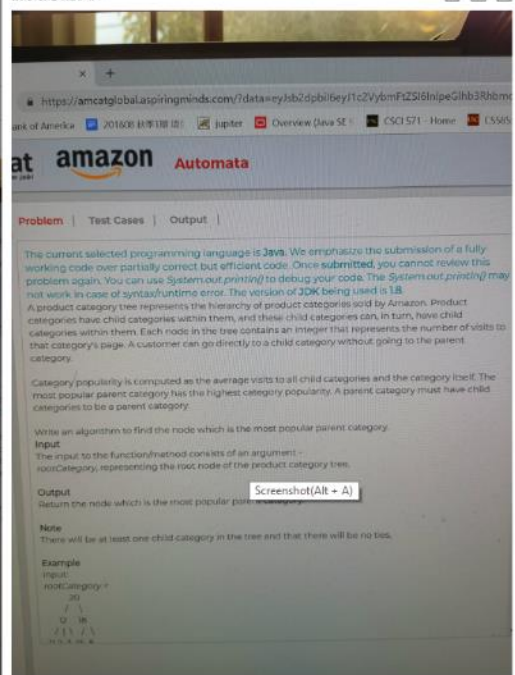 https://amcatglobal.aspiringminds.com/?data=
Bank of America
Jupiter
Overview (Java SE
CSCI 571 - Home
at amazon Automata
Problem | Test Cases | Output |
The current selected programming language is Java. We emphasize the submission of a fully
working code over partially correct but efficient code. Once submitted, you cannot review this
problem again. You can use System.out.println() to debug your code. The System.out.println() may
not work in case of syntax/runtime error. The version of JDK being used is 1.8.
A product category tree represents the hierarchy of product categories sold by Amazon. Product
categories have child categories within them, and these child categories can, in turn, have child
categories within them. Each node in the tree contains an integer that represents the number of visits to
that category's page. A customer can go directly to a child category without going to the parent
category.
Category popularity is computed as the average visits to all child categories and the category itself. The
most popular parent category has the highest category popularity. A parent category must have child
categories to be a parent category.
Write an algorithm to find the node which is the most popular parent category.
Input
The input to the function/method consists of an argument -
rootCategory, representing the root node of the product category tree.
Output
Return the node which is the most popular
Screenshot(Alt + A)
Note
There will be at least one child category in the tree and that there will be no ties.
Example
Input:
rootCategory =
20
/ \
12 18
/ | \ / \